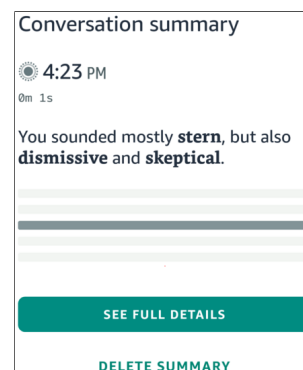 Conversation summary
4:23 PM
0m 1s
You sounded mostly stern, but also
dismissive and skeptical.
SEE FULL DETAILS
DELETE SUMMARY